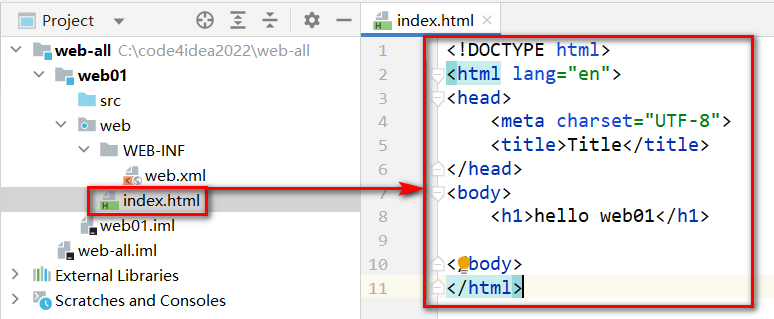 Project
index.html
web-all C:\code4idea2022\web-all
web01
src
web
WEB-INF
web.xml
index.html
web01.iml
web-all.iml
External Libraries
Scratches and Consoles
1 <!DOCTYPE html>
2 <html lang="en">
3 <head>
4 <meta charset="UTF-8">
5 <title>Title</title>
6 </head>
7 <body>
8 <h1>hello web01</h1>
9
10 </body>
11 </html>